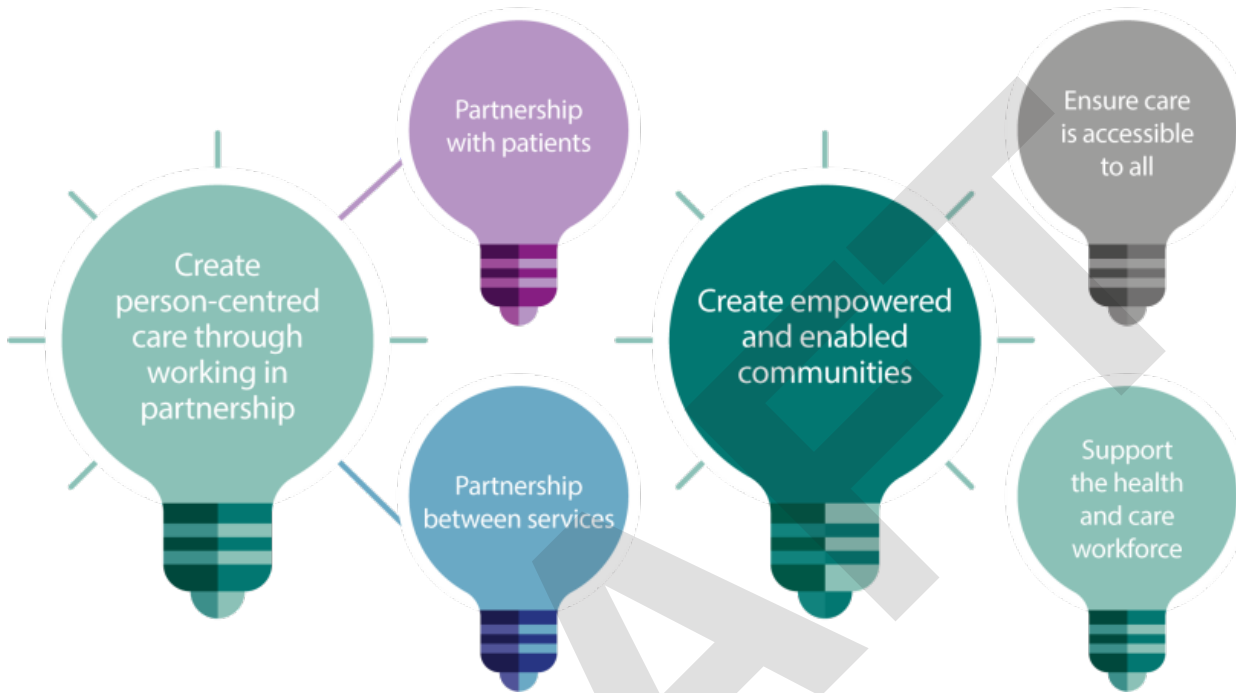 Create
person-centred
care through
working in
partnership
Partnership
with patients
Partnership
between services
Create empowered
and enabled
communities
Ensure care
is accessible
to all
Support
the health
and care
workforce